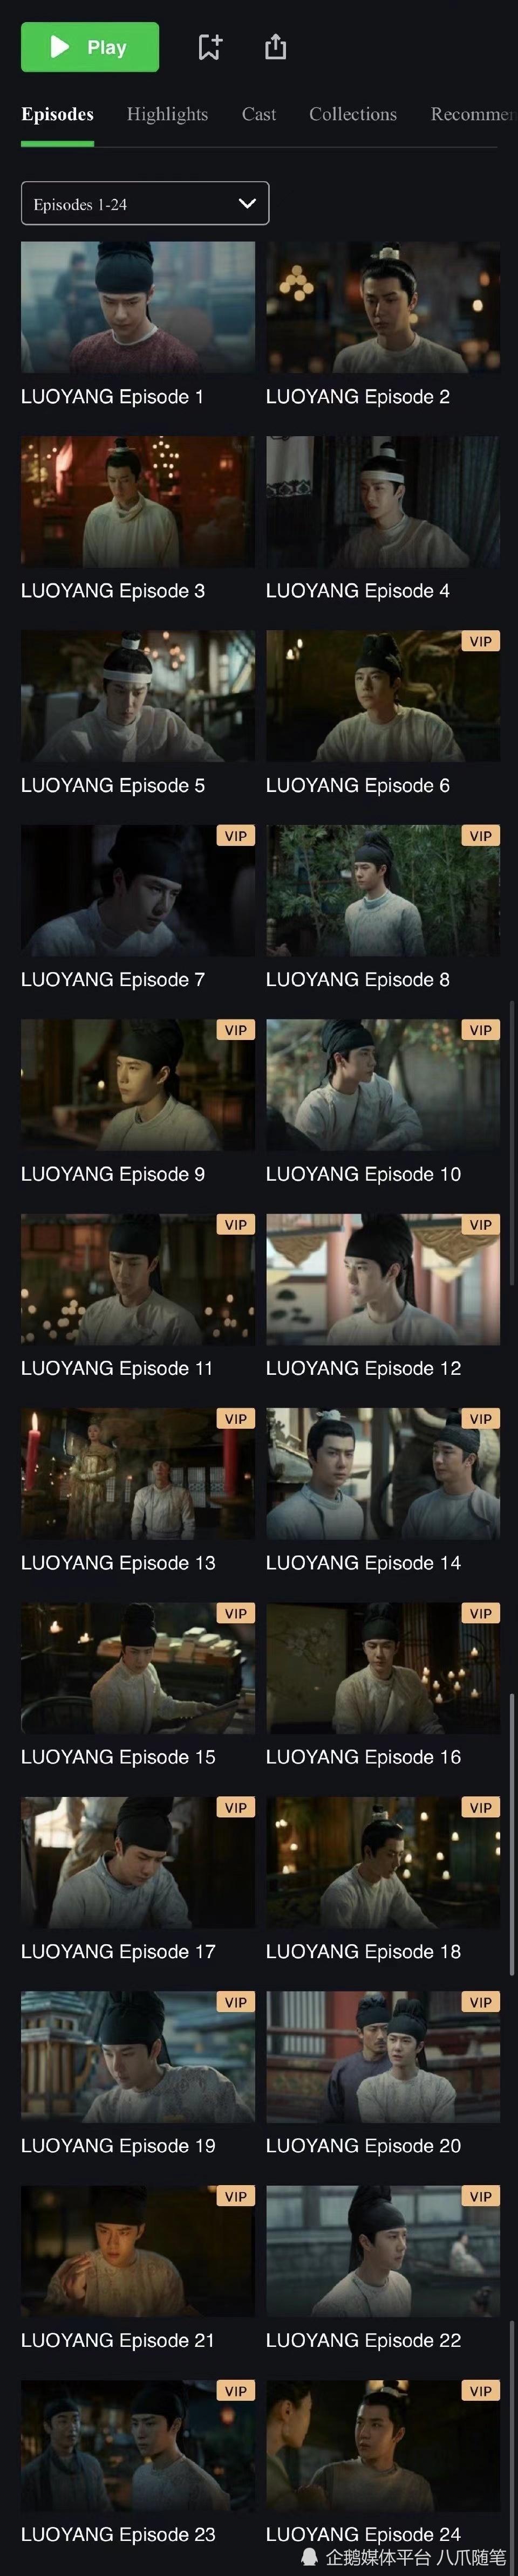 Play
Episodes Highlights Cast Collections Recommen
Episodes 1-24
LUOYANG Episode 1 LUOYANG Episode 2
LUOYANG Episode 3 LUOYANG Episode 4
VIP
LUOYANG Episode 5 LUOYANG Episode 6
VIP VIP
LUOYANG Episode 7 LUOYANG Episode 8
VIP VIP
LUOYANG Episode 9 LUOYANG Episode 10
VIP VIP
LUOYANG Episode 11 LUOYANG Episode 12
VIP VIP
LUOYANG Episode 13 LUOYANG Episode 14
VIP VIP
LUOYANG Episode 15 LUOYANG Episode 16
VIP VIP
LUOYANG Episode 17 LUOYANG Episode 18
VIP VIP
LUOYANG Episode 19 LUOYANG Episode 20
VIP VIP
LUOYANG Episode 21 LUOYANG Episode 22
VIP VIP
LUOYANG Episode 23 LUOYANG Episode 24
企鹅媒体平台 八爪随笔